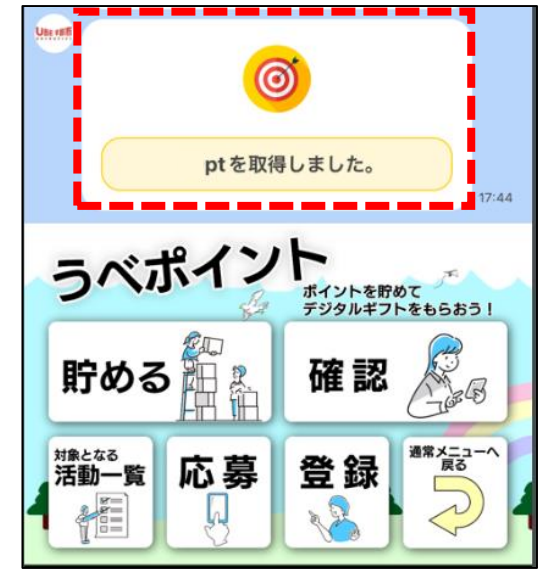 ptを取得しました。
17:44
うべポイント
ポイントを貯めて
デジタルギフトをもらおう！
貯める
確認
対象となる
活動一覧
応募
登録
通常メニューへ
戻る